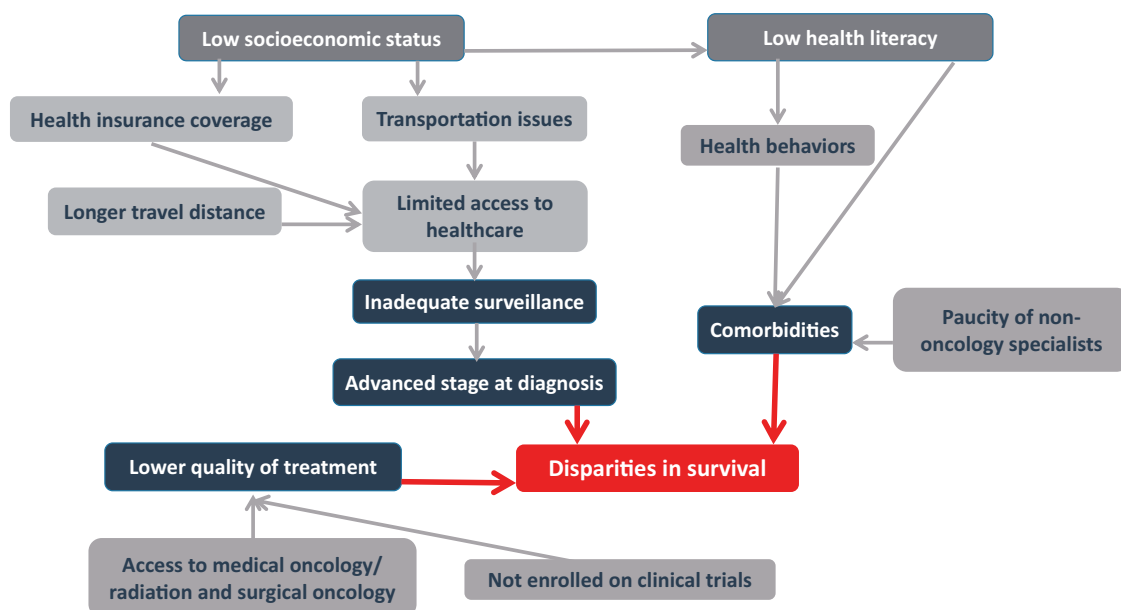 Low socioeconomic status
Low health literacy
Health insurance coverage
Transportation issues
Health behaviors
Longer travel distance
Limited access to
healthcare
Inadequate surveillance
Comorbidities
Paucity of non-
oncology specialists
Advanced stage at diagnosis
Lower quality of treatment
Disparities in survival
Access to medical oncology/
radiation and surgical oncology
Not enrolled on clinical trials